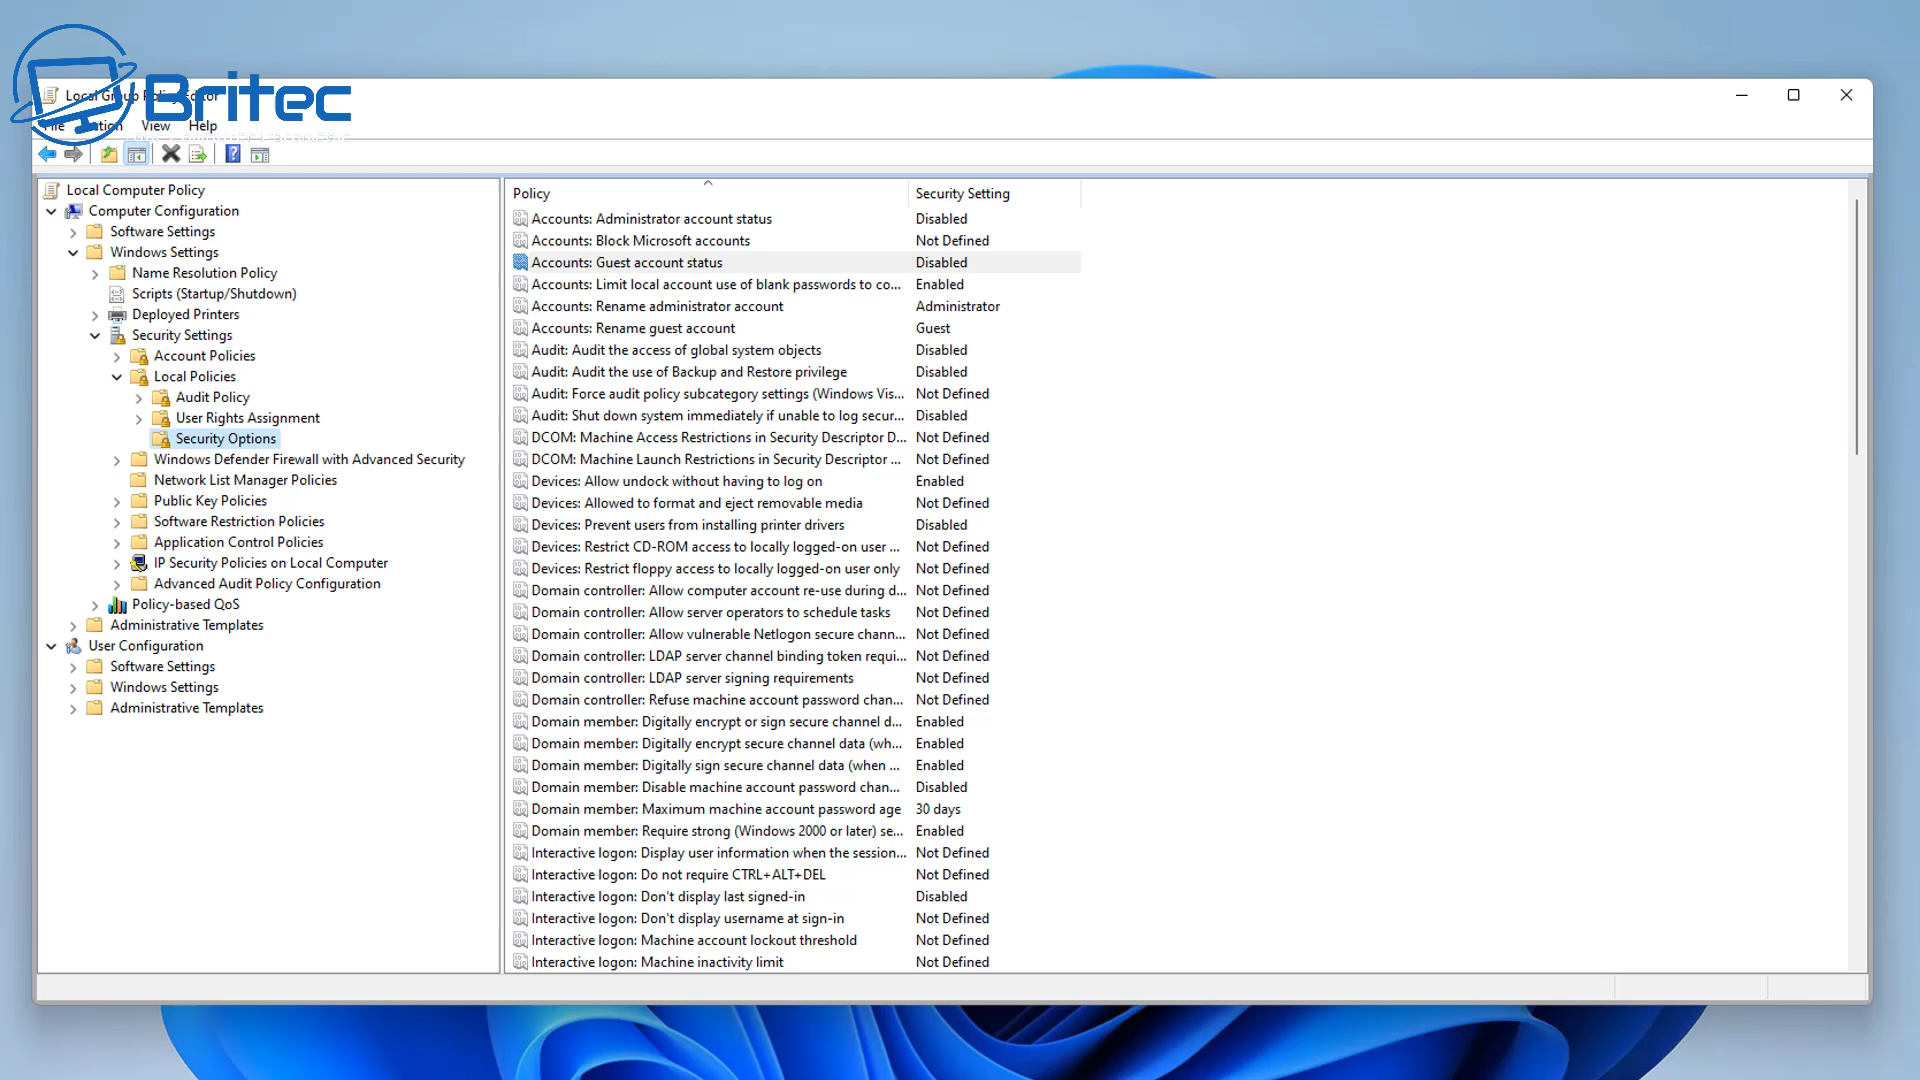 Britec
Local Group Policy Editor
File Action View Help
Local Computer Policy
Computer Configuration
Software Settings
Windows Settings
Name Resolution Policy
Scripts (Startup/Shutdown)
Deployed Printers
Security Settings
Account Policies
Local Policies
Audit Policy
User Rights Assignment
Security Options
Windows Defender Firewall with Advanced Security
Network List Manager Policies
Public Key Policies
Software Restriction Policies
Application Control Policies
IP Security Policies on Local Computer
Advanced Audit Policy Configuration
Policy-based QoS
Administrative Templates
User Configuration
Software Settings
Windows Settings
Administrative Templates
Policy Security Setting
Accounts: Administrator account status Disabled
Accounts: Block Microsoft accounts Not Defined
Accounts: Guest account status Disabled
Accounts: Limit local account use of blank passwords to co... Enabled
Accounts: Rename administrator account Administrator
Accounts: Rename guest account Guest
Audit: Audit the access of global system objects Disabled
Audit: Audit the use of Backup and Restore privilege Disabled
Audit: Force audit policy subcategory settings (Windows Vis... Not Defined
Audit: Shut down system immediately if unable to log secur... Disabled
DCOM: Machine Access Restrictions in Security Descriptor D... Not Defined
DCOM: Machine Launch Restrictions in Security Descriptor ... Not Defined
Devices: Allow undock without having to log on Enabled
Devices: Allowed to format and eject removable media Not Defined
Devices: Prevent users from installing printer drivers Disabled
Devices: Restrict CD-ROM access to locally logged-on user ... Not Defined
Devices: Restrict floppy access to locally logged-on user only Not Defined
Domain controller: Allow computer account re-use during d... Not Defined
Domain controller: Allow server operators to schedule tasks Not Defined
Domain controller: Allow vulnerable Netlogon secure chann... Not Defined
Domain controller: LDAP server channel binding token requi... Not Defined
Domain controller: LDAP server signing requirements Not Defined
Domain controller: Refuse machine account password chan... Not Defined
Domain member: Digitally encrypt or sign secure channel d... Enabled
Domain member: Digitally encrypt secure channel data (wh... Enabled
Domain member: Digitally sign secure channel data (when ... Enabled
Domain member: Disable machine account password chan... Disabled
Domain member: Maximum machine account password age 30 days
Domain member: Require strong (Windows 2000 or later) se... Enabled
Interactive logon: Display user information when the session... Not Defined
Interactive logon: Do not require CTRL+ALT+DEL Not Defined
Interactive logon: Don't display last signed-in Disabled
Interactive logon: Don't display username at sign-in Not Defined
Interactive logon: Machine account lockout threshold Not Defined
Interactive logon: Machine inactivity limit Not Defined